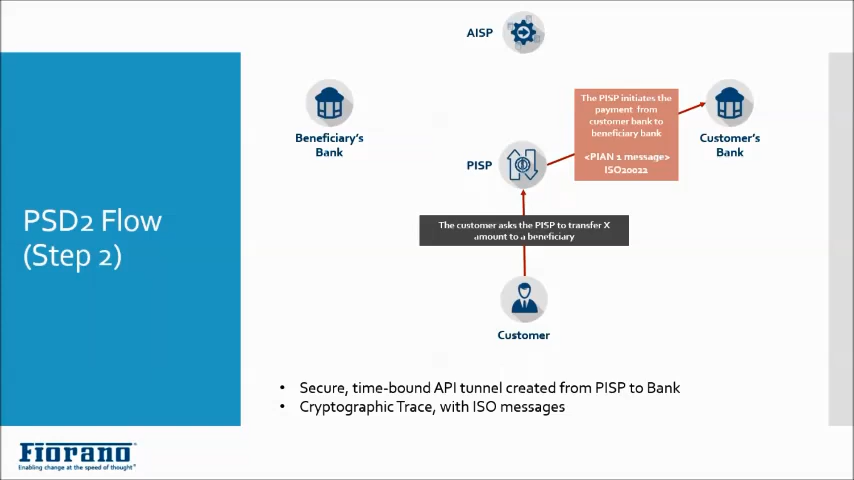 AISP
The PISP initiates the
payment from
customer bank to
beneficiary bank
<PIAN 1 message>
ISO20022
Beneficiary's
Bank
Customer's
Bank
PISP
PSD2 Flow
(Step 2)
The customer asks the PISP to transfer X
amount to a beneficiary
Customer
• Secure, time-bound API tunnel created from PISP to Bank
• Cryptographic Trace, with ISO messages
Fiorano
Enabling change at the speed of thought